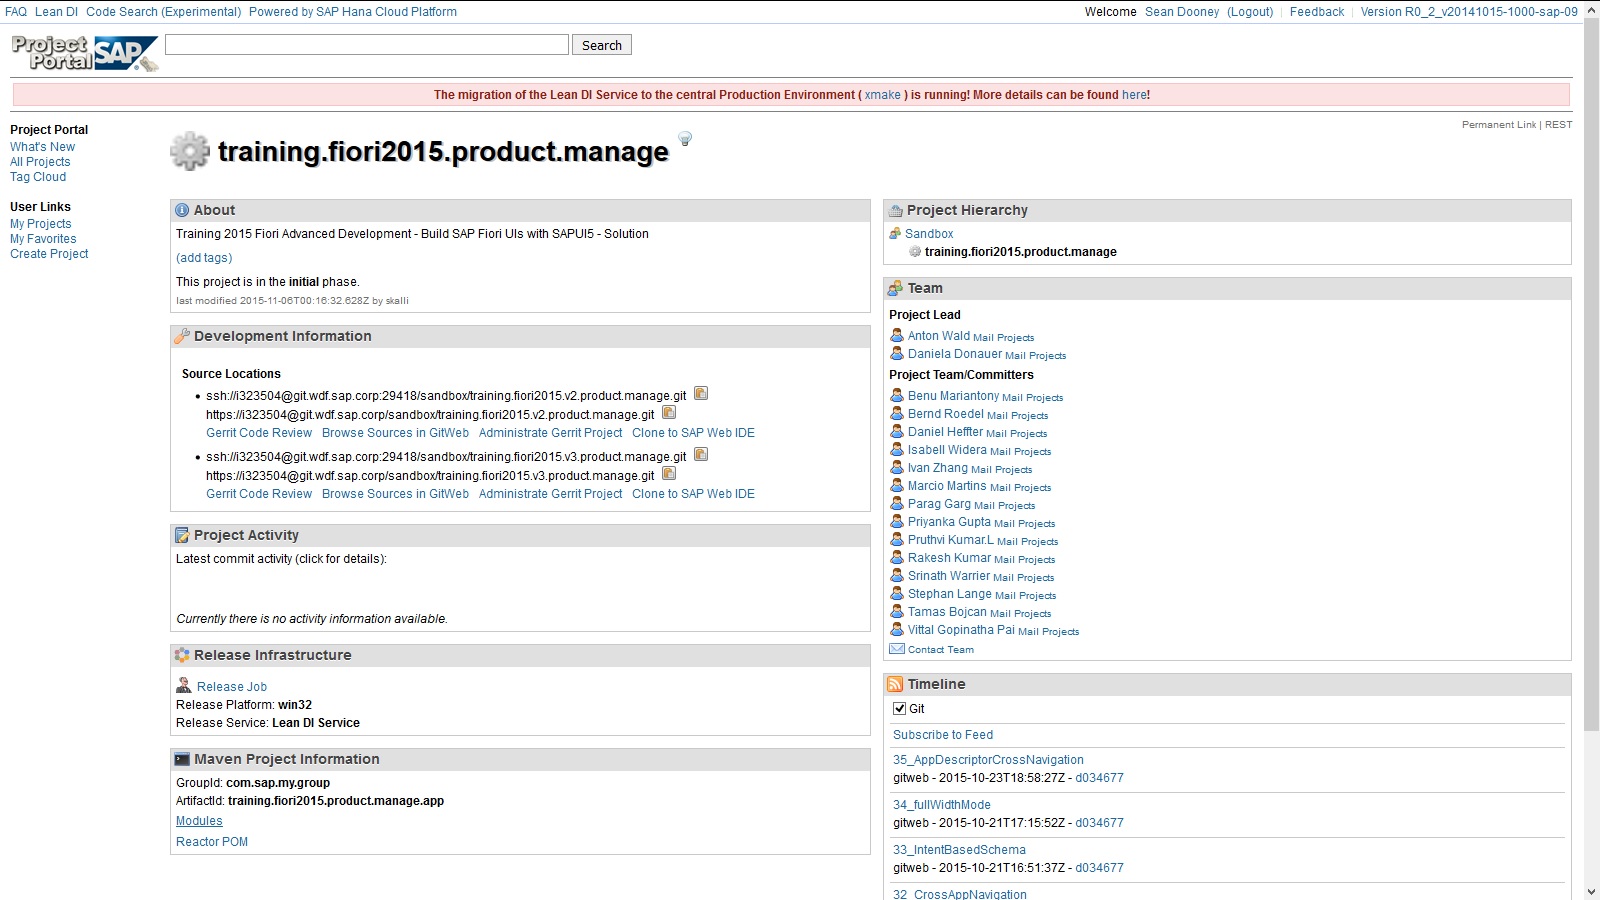 FAQ Lean DI Code Search (Experimental) Powered by SAP Hana Cloud Platform
Welcome Sean Dooney (Logout) | Feedback | Version R0_2_v20141015-1000-sap-09
Project Portal SAP
Search
The migration of the Lean DI Service to the central Production Environment ( xmake ) is running! More details can be found here!
Permanent Link | REST
Project Portal
What's New
All Projects
Tag Cloud
User Links
My Projects
My Favorites
Create Project
training.fiori2015.product.manage
About
Training 2015 Fiori Advanced Development - Build SAP Fiori UIs with SAPUI5 - Solution
(add tags)
This project is in the initial phase.
last modified 2015-11-06T00:16:32.628Z by skalli
Development Information
Source Locations
• ssh://i323504@git.wdf.sap.corp:29418/sandbox/training.fiori2015.v2.product.manage.git
https://i323504@git.wdf.sap.corp/sandbox/training.fiori2015.v2.product.manage.git
Gerrit Code Review Browse Sources in GitWeb Administrate Gerrit Project Clone to SAP Web IDE
• ssh://i323504@git.wdf.sap.corp:29418/sandbox/training.fiori2015.v3.product.manage.git
https://i323504@git.wdf.sap.corp/sandbox/training.fiori2015.v3.product.manage.git
Gerrit Code Review Browse Sources in GitWeb Administrate Gerrit Project Clone to SAP Web IDE
Project Activity
Latest commit activity (click for details):
Currently there is no activity information available.
Release Infrastructure
Release Job
Release Platform: win32
Release Service: Lean DI Service
Maven Project Information
GroupId: com.sap.my.group
ArtifactId: training.fiori2015.product.manage.app
Modules
Reactor POM
Project Hierarchy
Sandbox
training.fiori2015.product.manage
Team
Project Lead
Anton Wald Mail Projects
Daniela Donauer Mail Projects
Project Team/Committers
Benu Mariantony Mail Projects
Bernd Roedel Mail Projects
Daniel Heffter Mail Projects
Isabell Widera Mail Projects
Ivan Zhang Mail Projects
Marcio Martins Mail Projects
Parag Garg Mail Projects
Priyanka Gupta Mail Projects
Pruthvi Kumar.L Mail Projects
Rakesh Kumar Mail Projects
Srinath Warrier Mail Projects
Stephan Lange Mail Projects
Tamas Bojcan Mail Projects
Vittal Gopinatha Pai Mail Projects
Contact Team
Timeline
Git
Subscribe to Feed
35_AppDescriptorCrossNavigation
gitweb - 2015-10-23T18:58:27Z - d034677
34_fullWidthMode
gitweb - 2015-10-21T17:15:52Z - d034677
33_IntentBasedSchema
gitweb - 2015-10-21T16:51:37Z - d034677
32_CrossAppNavigation